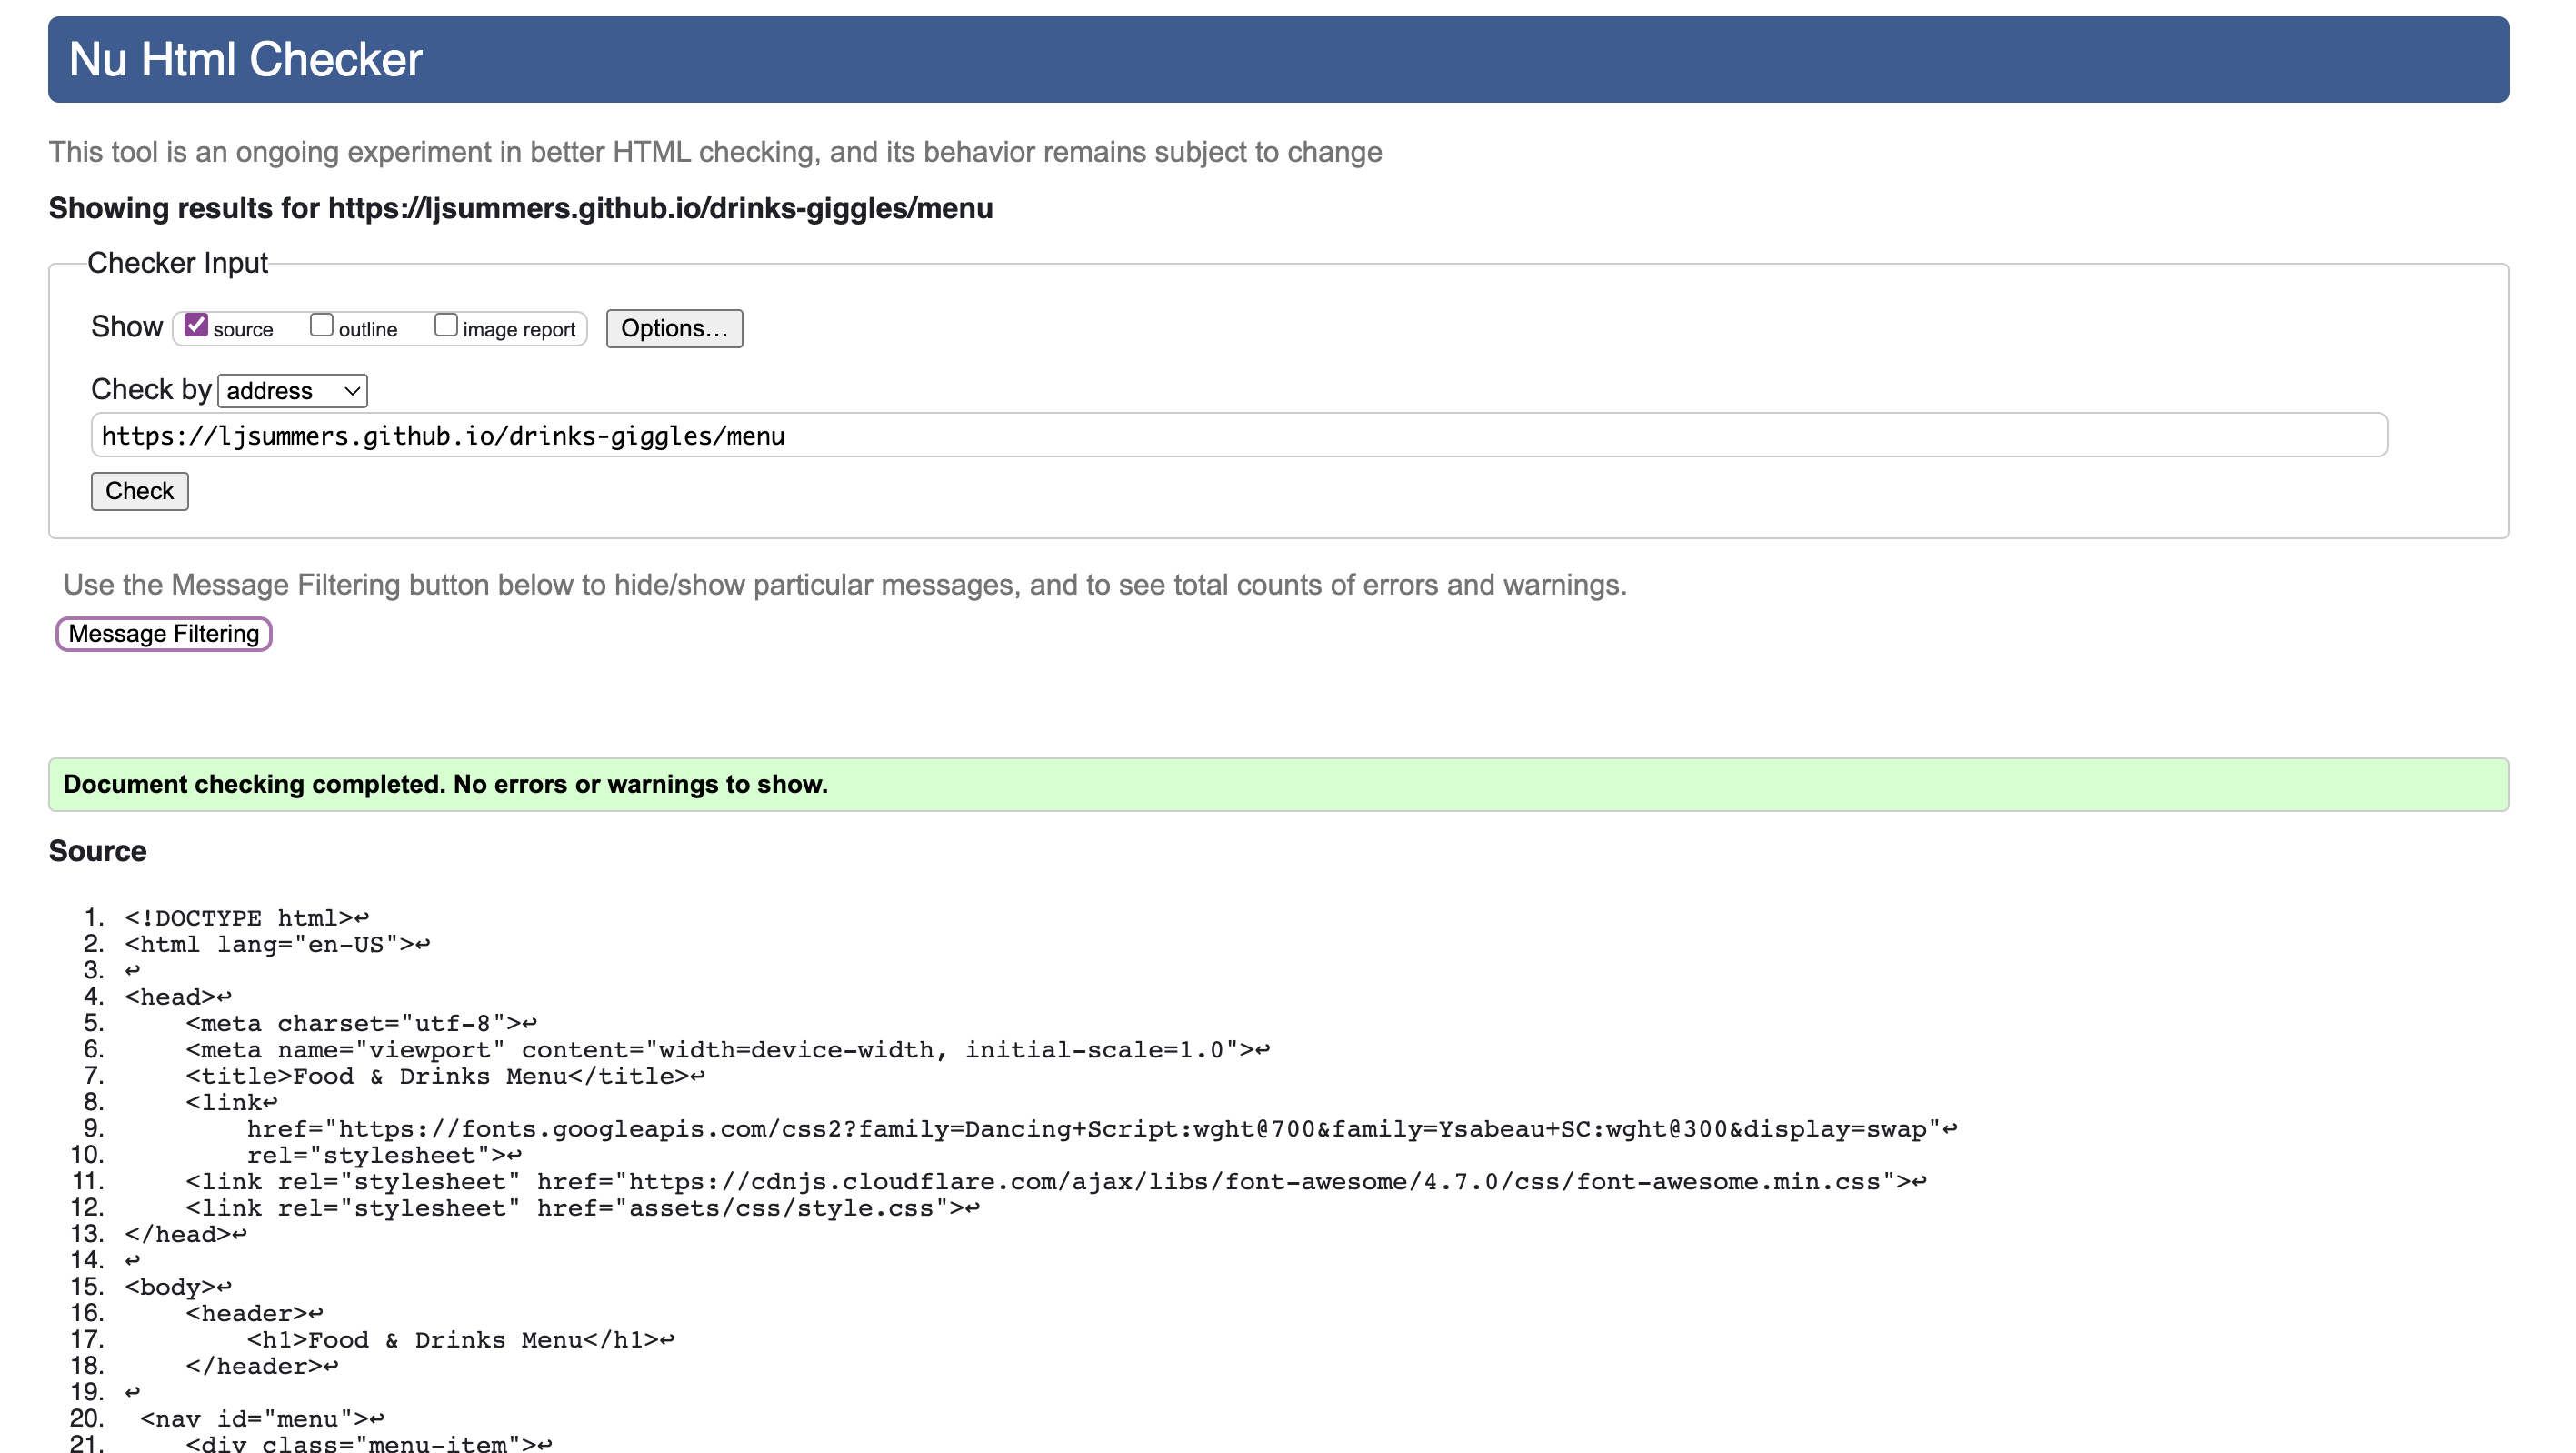 Nu Html Checker
This tool is an ongoing experiment in better HTML checking, and its behavior remains subject to change
Showing results for https://ljsummers.github.io/drinks-giggles/menu
Checker Input
Show source outline image report Options...
Check by address
https://ljsummers.github.io/drinks-giggles/menu
Check
Use the Message Filtering button below to hide/show particular messages, and to see total counts of errors and warnings.
Message Filtering
Document checking completed. No errors or warnings to show.
Source
1. <!DOCTYPE html>↩
2. <html lang="en-US">↩
3. ↩
4. <head>↩
5.     <meta charset="utf-8">↩
6.     <meta name="viewport" content="width=device-width, initial-scale=1.0">↩
7.     <title>Food & Drinks Menu</title>↩
8.     <link↩
9.         href="https://fonts.googleapis.com/css2?family=Dancing+Script:wght@700&family=Ysabeau+SC:wght@300&display=swap"↩
10.         rel="stylesheet">↩
11.     <link rel="stylesheet" href="https://cdnjs.cloudflare.com/ajax/libs/font-awesome/4.7.0/css/font-awesome.min.css">↩
12.     <link rel="stylesheet" href="assets/css/style.css">↩
13. </head>↩
14. ↩
15. <body>↩
16.     <header>↩
17.         <h1>Food & Drinks Menu</h1>↩
18.     </header>↩
19. ↩
20.  <nav id="menu">↩
21.     <div class="menu-item">↩